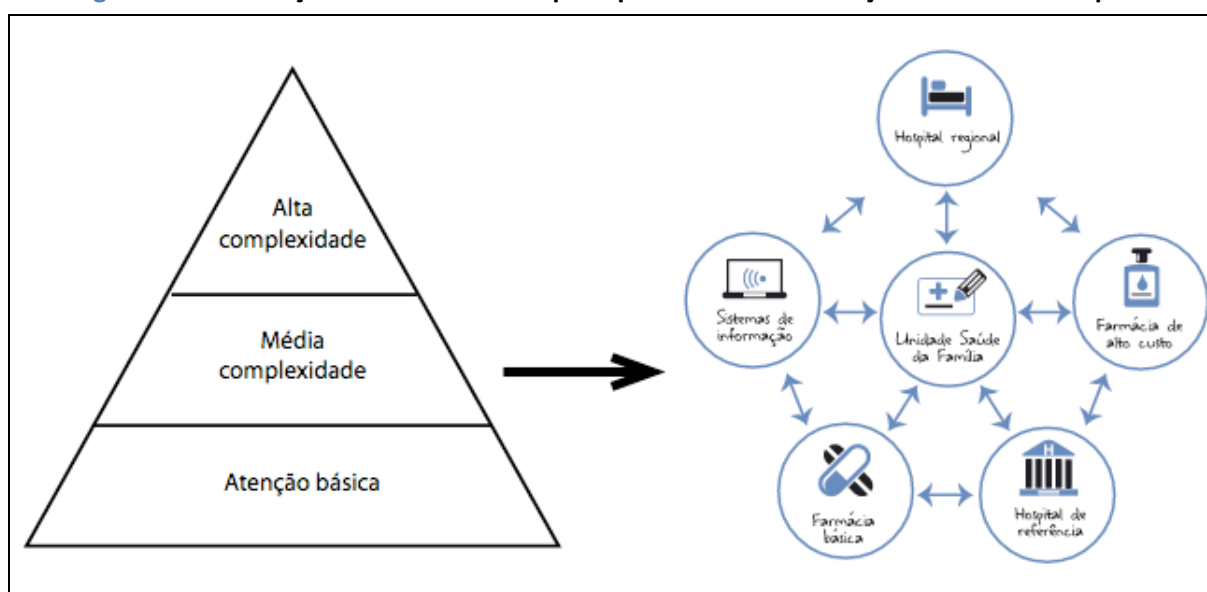 Alta
complexidade
Média
complexidade
Atenção básica
Hospital regional
Sistemas de
informação
Unidade Saúde
da Família
Farmácia de
alto custo
Farmácia
básica
Hospital de
referência
H